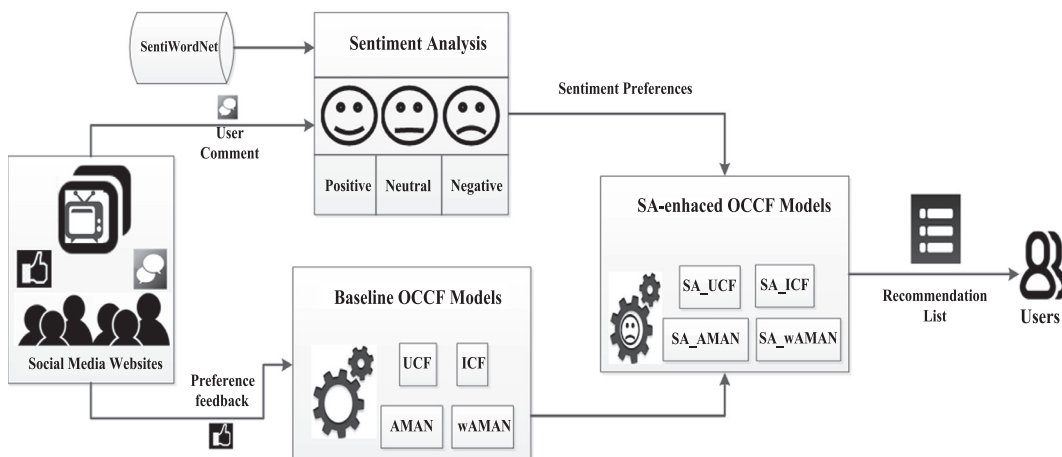 SentiWordNet
Sentiment Analysis
User
Comment
Positive
Neutral
Negative
Sentiment Preferences
Social Media Websites
Preference
feedback
Baseline OCCF Models
UCF
ICF
AMAN
wAMAN
SA-enhaced OCCF Models
SA_UCF
SA_ICF
SA_AMAN
SA_wAMAN
Recommendation
List
Users